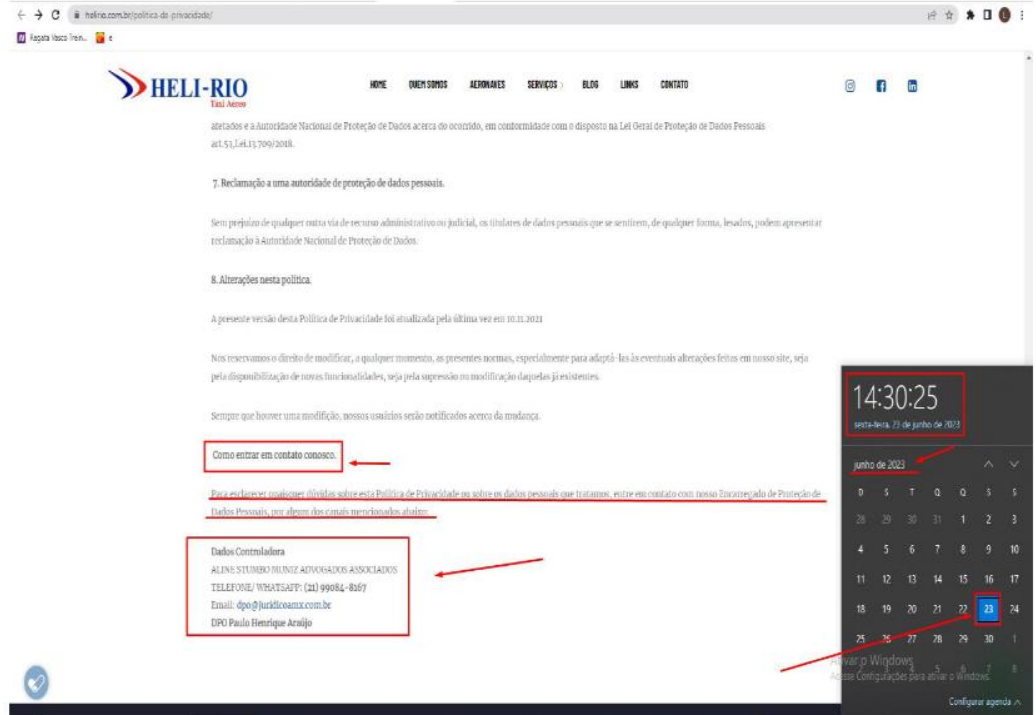 helirio.com.br/politica-de-privacidade/
Regata Vasco Trein... e
HELI-RIO
Táxi Aéreo
HOME QUEM SOMOS AERONAVES SERVIÇOS BLOG LINKS CONTATO
afetados e a Autoridade Nacional de Proteção de Dados acerca do ocorrido, em conformidade com o disposto na Lei Geral de Proteção de Dados Pessoais
art.53,Lei.13.709/2018.
7. Reclamação a uma autoridade de proteção de dados pessoais.
Sem prejuízo de qualquer outra via de recurso administrativo ou judicial, os titulares de dados pessoais que se sentirem, de qualquer forma, lesados, podem apresentar
reclamação à Autoridade Nacional de Proteção de Dados.
8. Alterações nesta política.
A presente versão desta Política de Privacidade foi atualizada pela última vez em 10.11.2021
Nos reservamos o direito de modificar, a qualquer momento, as presentes normas, especialmente para adaptá-las às eventuais alterações feitas em nosso site, seja
pela disponibilização de novas funcionalidades, seja pela supressão ou modificação daquelas já existentes.
Sempre que houver uma modifição, nossos usuários serão notificados acerca da mudança.
Como entrar em contato conosco.
Para esclarecer quaisquer dúvidas sobre esta Política de Privacidade ou sobre os dados pessoais que tratamos, entre em contato com nosso Encarregado de Proteção de
Dados Pessoais, por algum dos canais mencionados abaixo:
Dados Controladora
ALINE STUMBO MUNIZ ADVOGADOS ASSOCIADOS
TELEFONE/ WHATSAPP: (21) 99084-8167
Email: dpo@juridicoamx.com.br
DPO Paulo Henrique Araújo
14:30:25
sexta-feira, 23 de junho de 2023
junho de 2023
D S T Q Q S S
28 29 30 31 1 2 3
4 5 6 7 8 9 10
11 12 13 14 15 16 17
18 19 20 21 22 23 24
25 26 27 28 29 30 1
2 3 4 5 6 7 8
Ativar o Windows
Acesse Configurações para ativar o Windows.
Configurar agenda